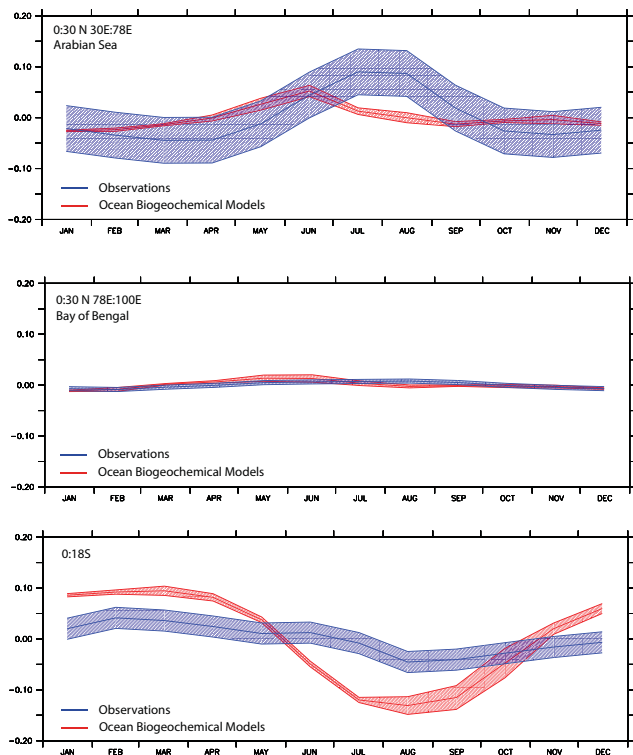 0.20
0:30 N 30E:78E
Arabian Sea
0.10
0.00
-0.10
Observations
Ocean Biogeochemical Models
-0.20
JAN FEB MAR APR MAY JUN JUL AUG SEP OCT NOV DEC
0.20
0:30 N 78E:100E
Bay of Bengal
0.10
0.00
-0.10
Observations
Ocean Biogeochemical Models
-0.20
JAN FEB MAR APR MAY JUN JUL AUG SEP OCT NOV DEC
0.20
0:18S
0.10
0.00
-0.10
Observations
Ocean Biogeochemical Models
-0.20
JAN FEB MAR APR MAY JUN JUL AUG SEP OCT NOV DEC